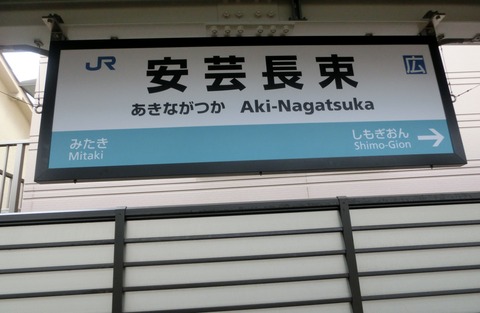 JR 安芸長束 広
あきながつか Aki-Nagatsuka
みたき しもぎおん →
Mitaki Shimo-Gion